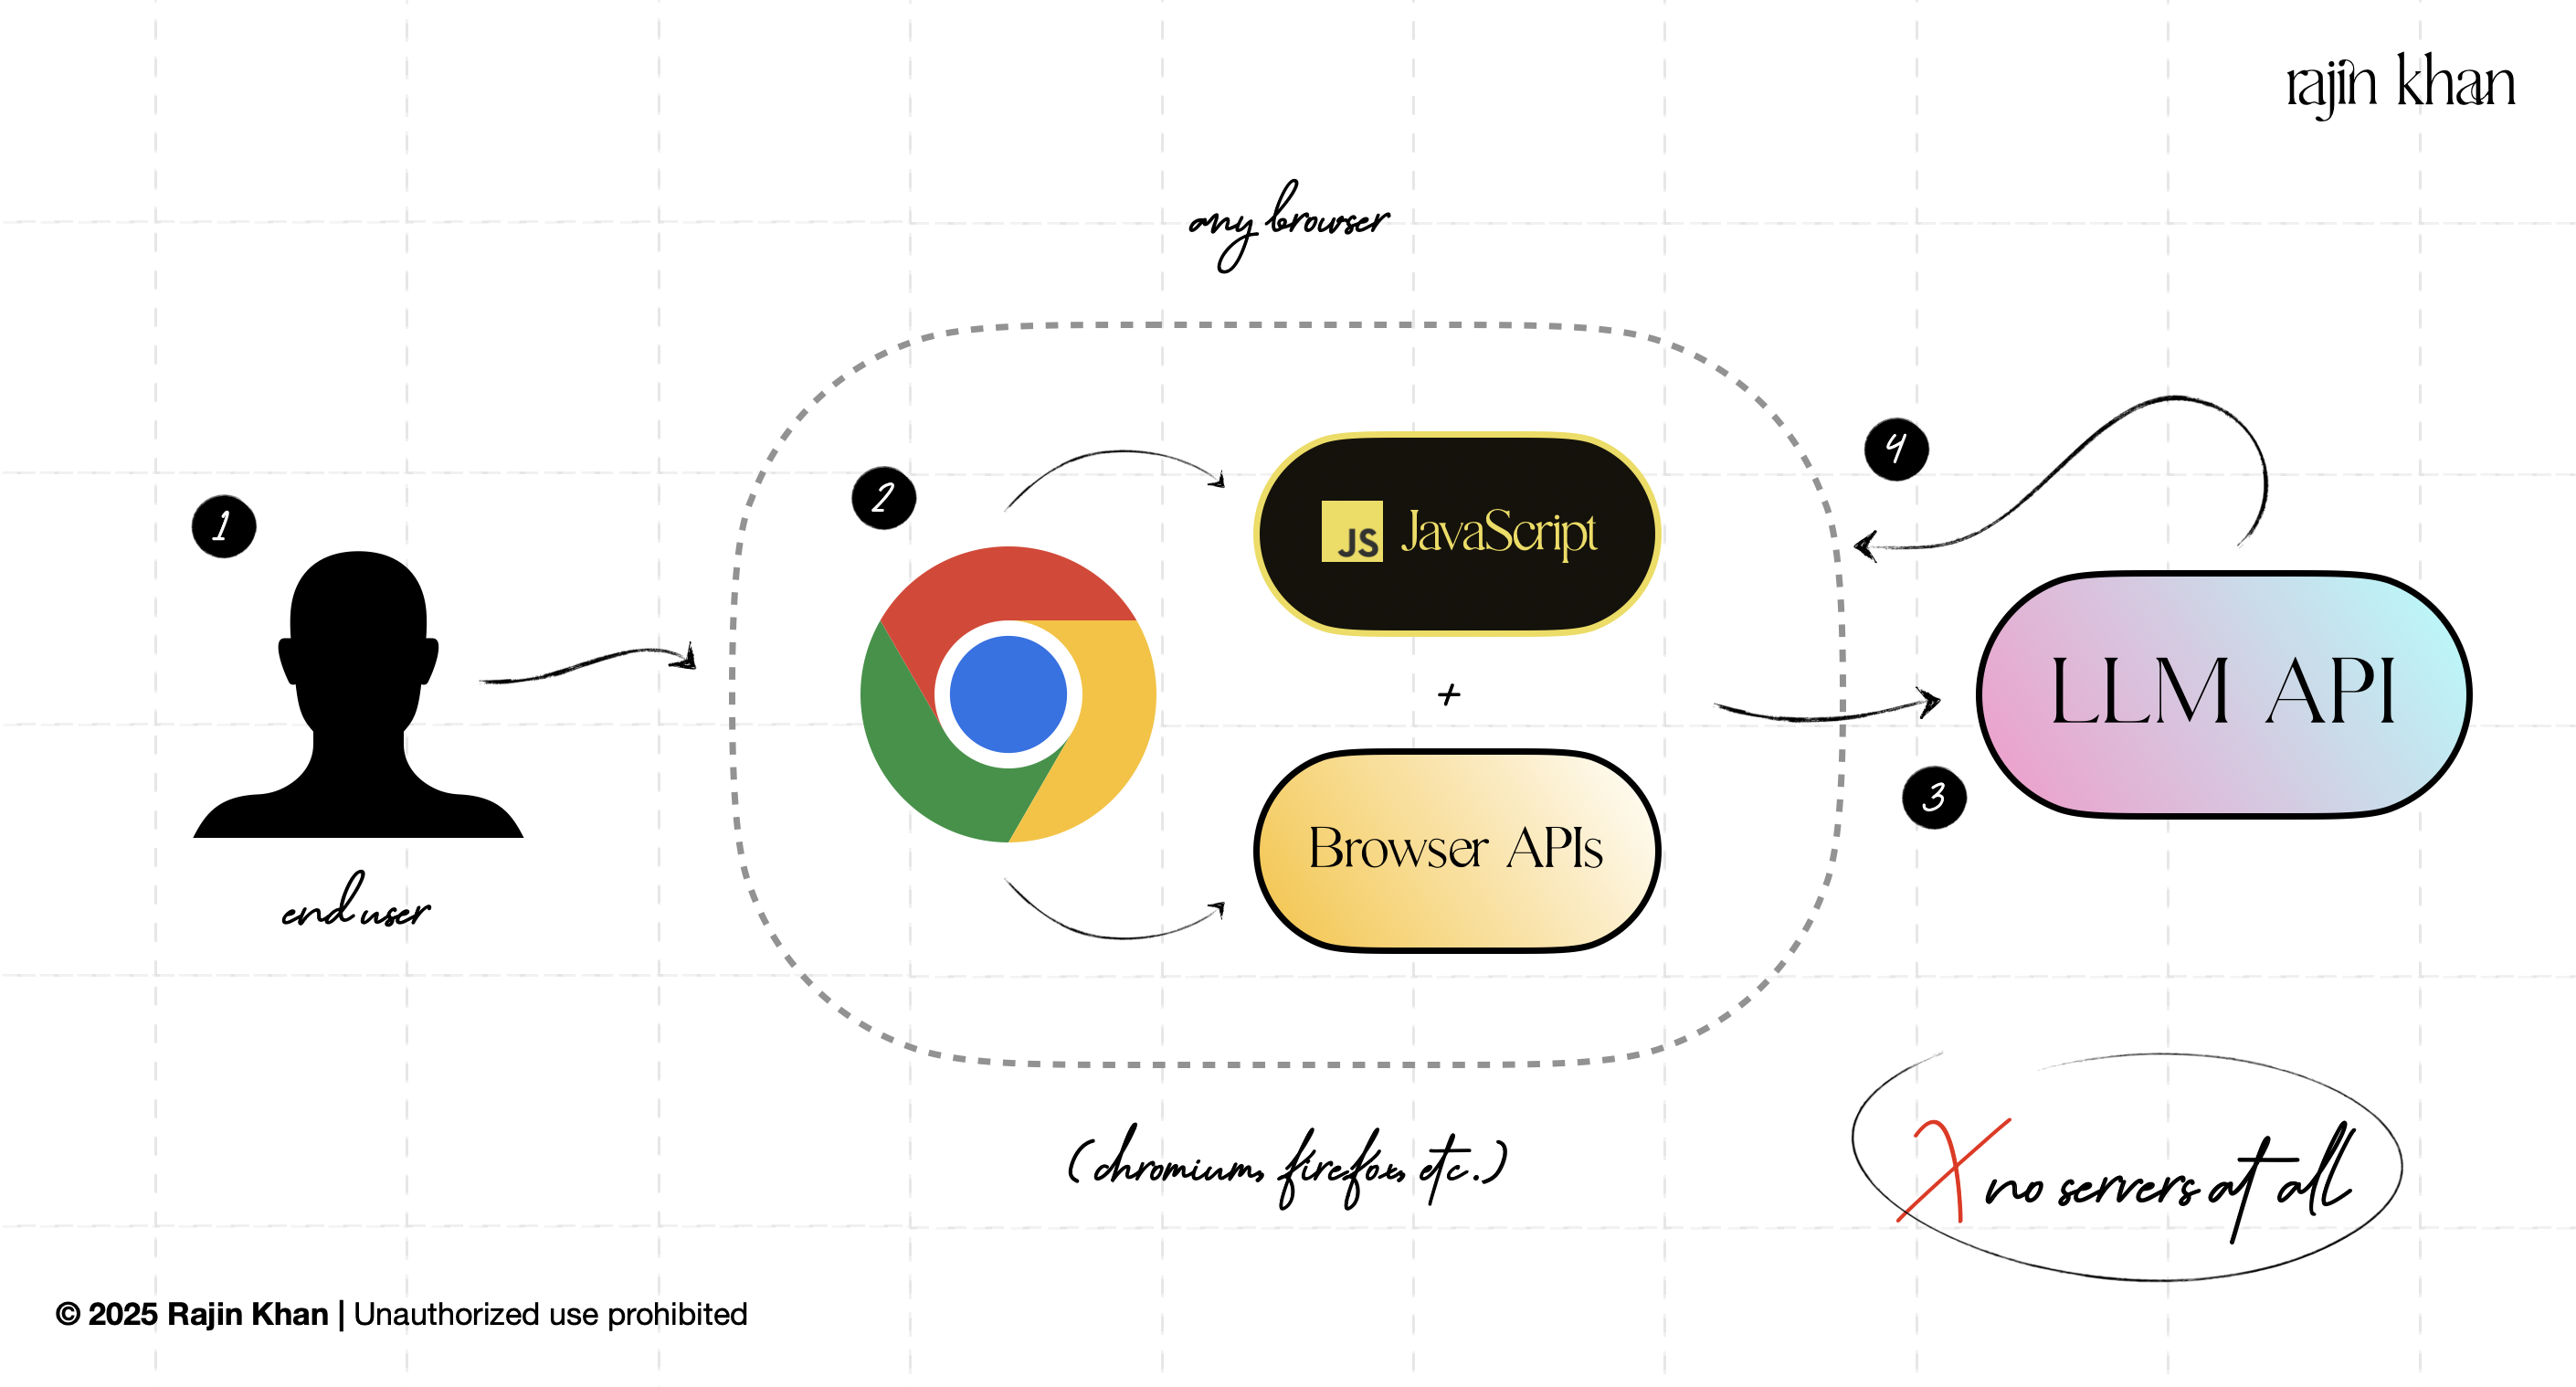 rajin khan
any browser
1
2
4
JS JavaScript
+
LLM API
3
Browser APIs
end user
(chromium, firefox, etc.)
X no servers at all
© 2025 Rajin Khan | Unauthorized use prohibited